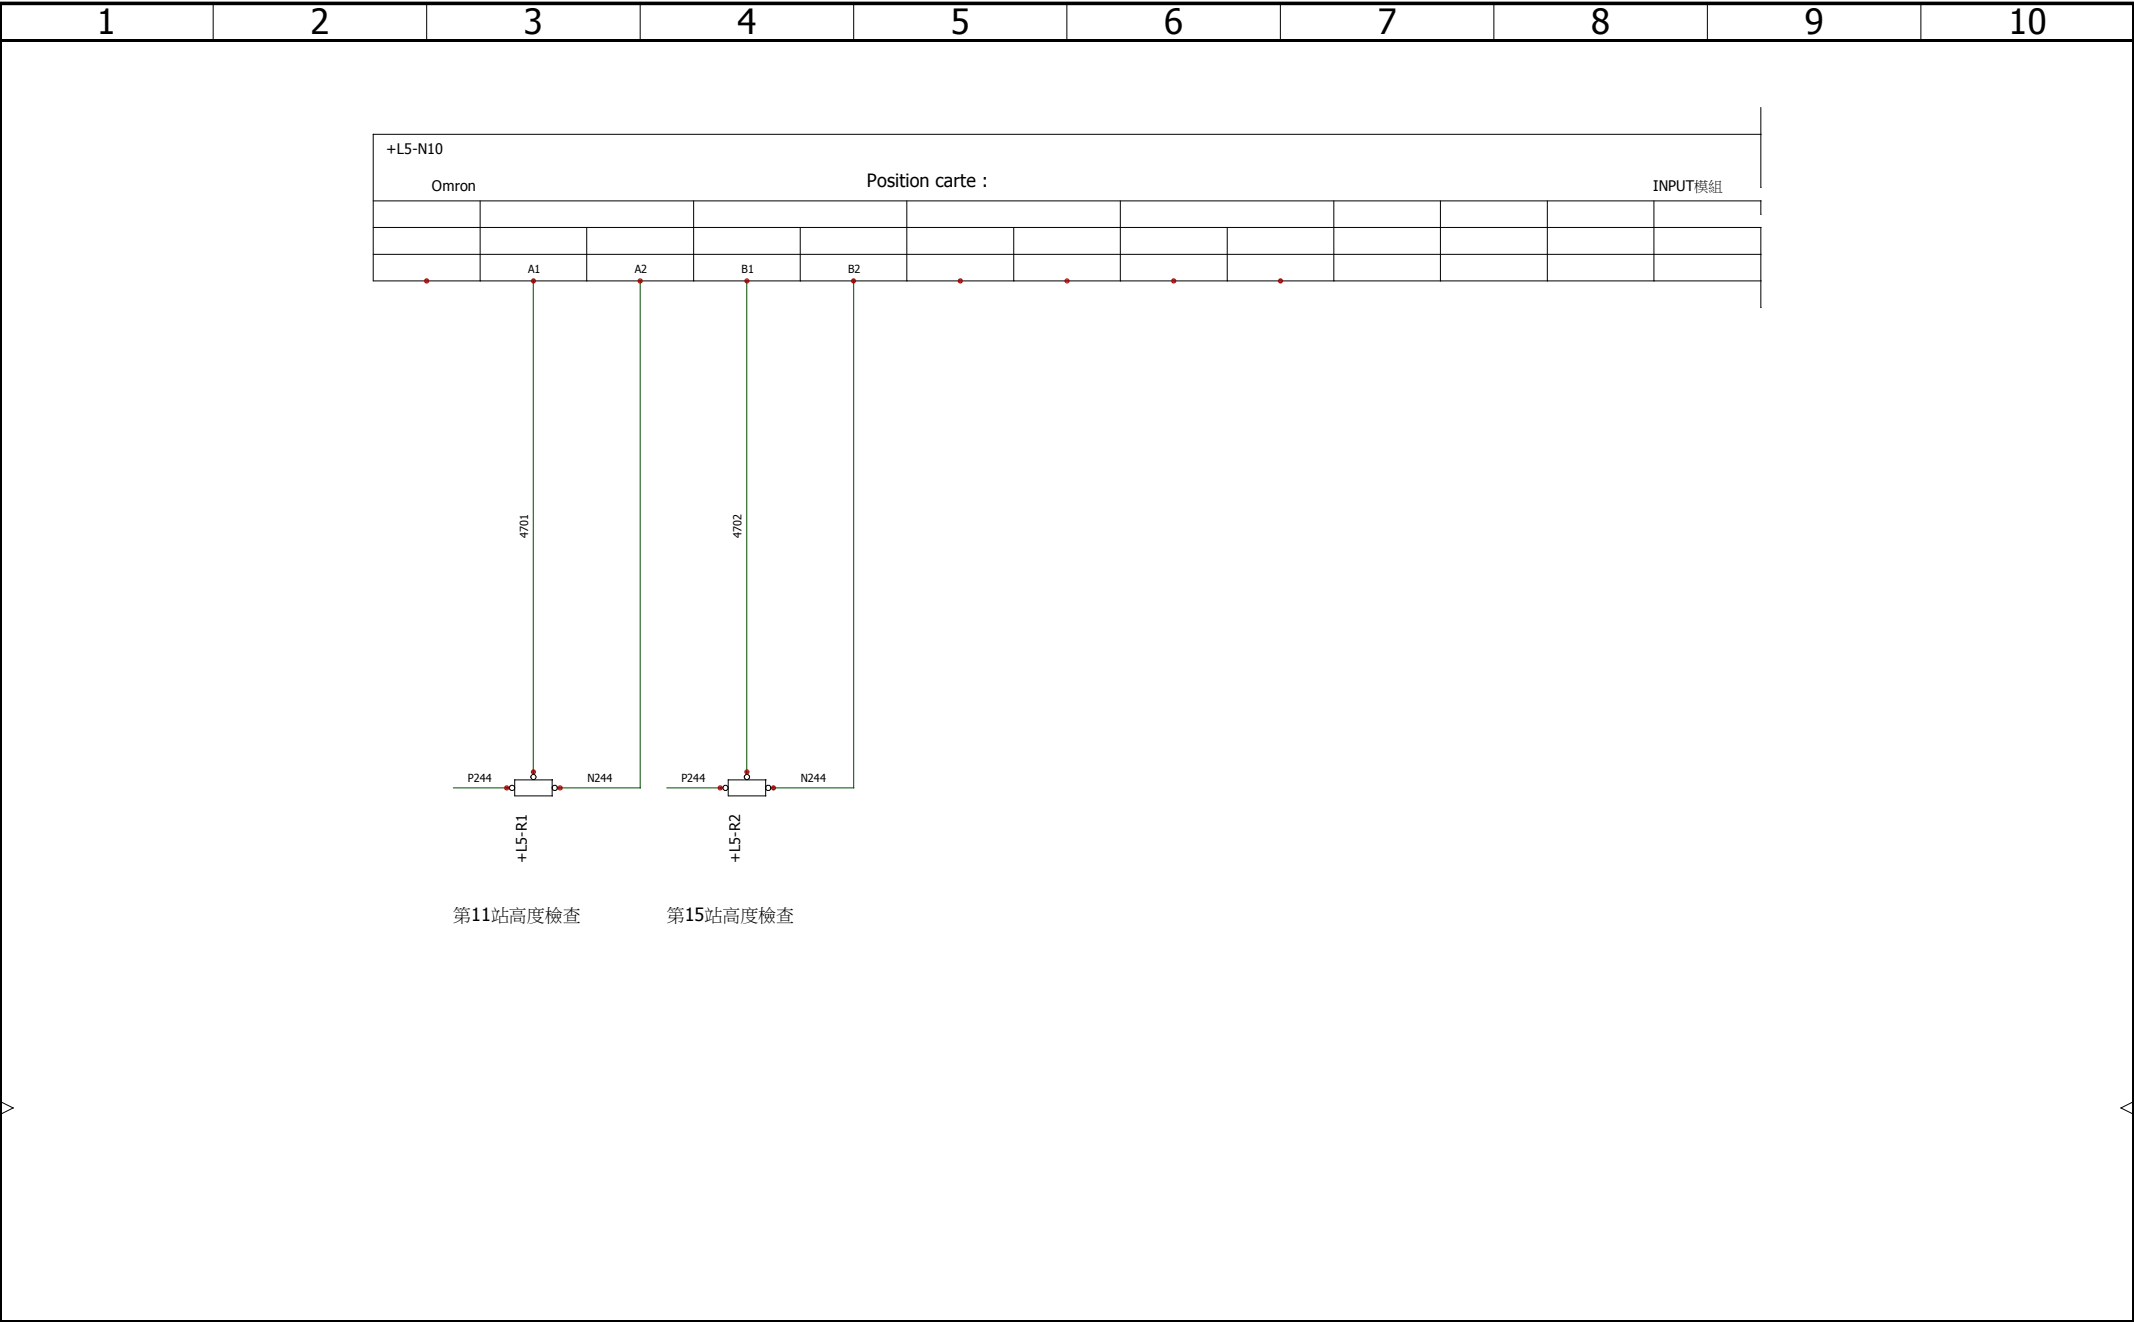 1 2 3 4 5 6 7 8 9 10
+L5-N10
Omron
Position carte :
INPUT模組
A1 A2 B1 B2
4701
4702
P244 N244 P244 N244
+L5-R1
+L5-R2
第11站高度檢查
第15站高度檢查